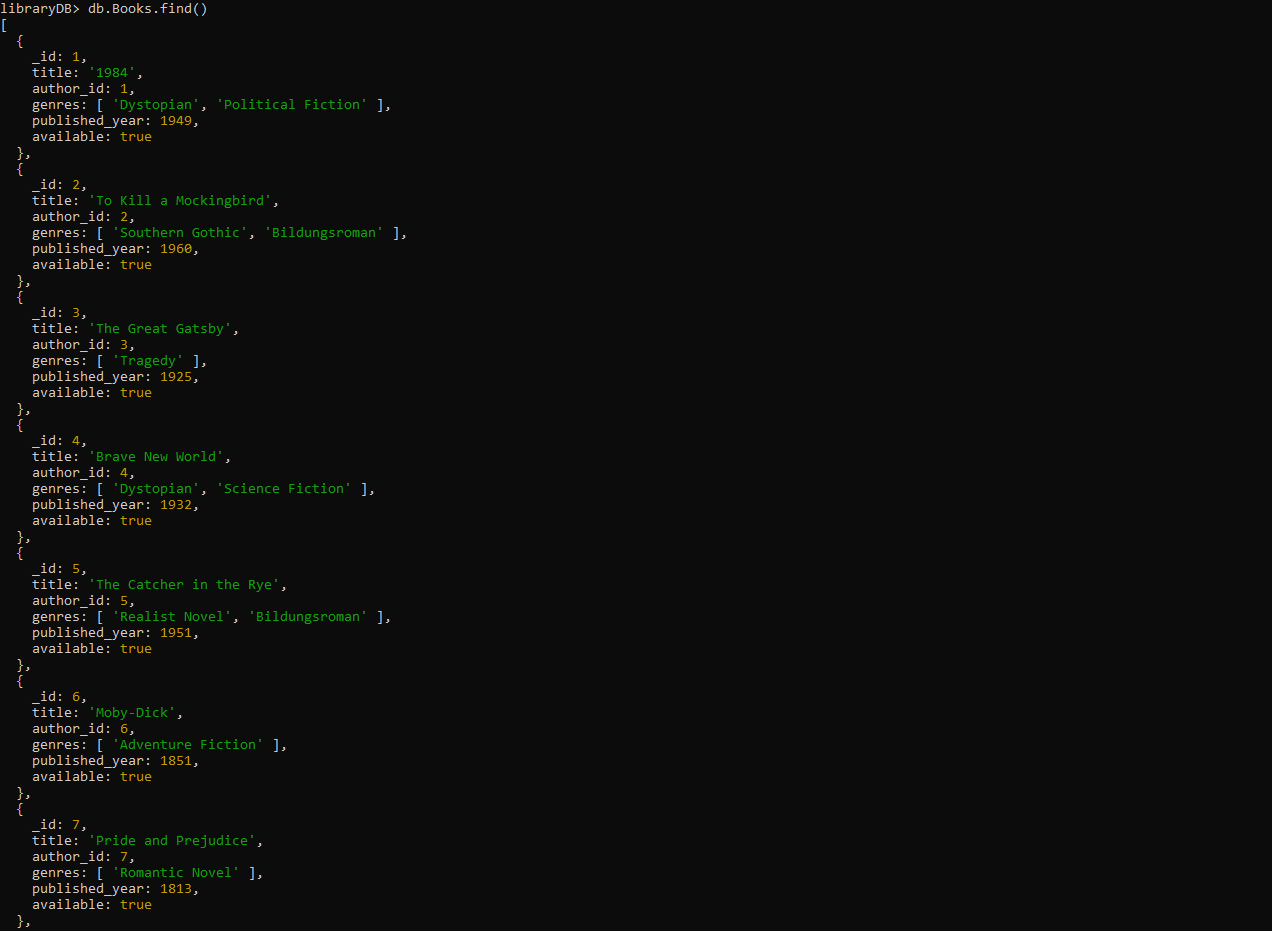 libraryDB> db.Books.find()
[
  {
    _id: 1,
    title: '1984',
    author_id: 1,
    genres: [ 'Dystopian', 'Political Fiction' ],
    published_year: 1949,
    available: true
  },
  {
    _id: 2,
    title: 'To Kill a Mockingbird',
    author_id: 2,
    genres: [ 'Southern Gothic', 'Bildungsroman' ],
    published_year: 1960,
    available: true
  },
  {
    _id: 3,
    title: 'The Great Gatsby',
    author_id: 3,
    genres: [ 'Tragedy' ],
    published_year: 1925,
    available: true
  },
  {
    _id: 4,
    title: 'Brave New World',
    author_id: 4,
    genres: [ 'Dystopian', 'Science Fiction' ],
    published_year: 1932,
    available: true
  },
  {
    _id: 5,
    title: 'The Catcher in the Rye',
    author_id: 5,
    genres: [ 'Realist Novel', 'Bildungsroman' ],
    published_year: 1951,
    available: true
  },
  {
    _id: 6,
    title: 'Moby-Dick',
    author_id: 6,
    genres: [ 'Adventure Fiction' ],
    published_year: 1851,
    available: true
  },
  {
    _id: 7,
    title: 'Pride and Prejudice',
    author_id: 7,
    genres: [ 'Romantic Novel' ],
    published_year: 1813,
    available: true
  },